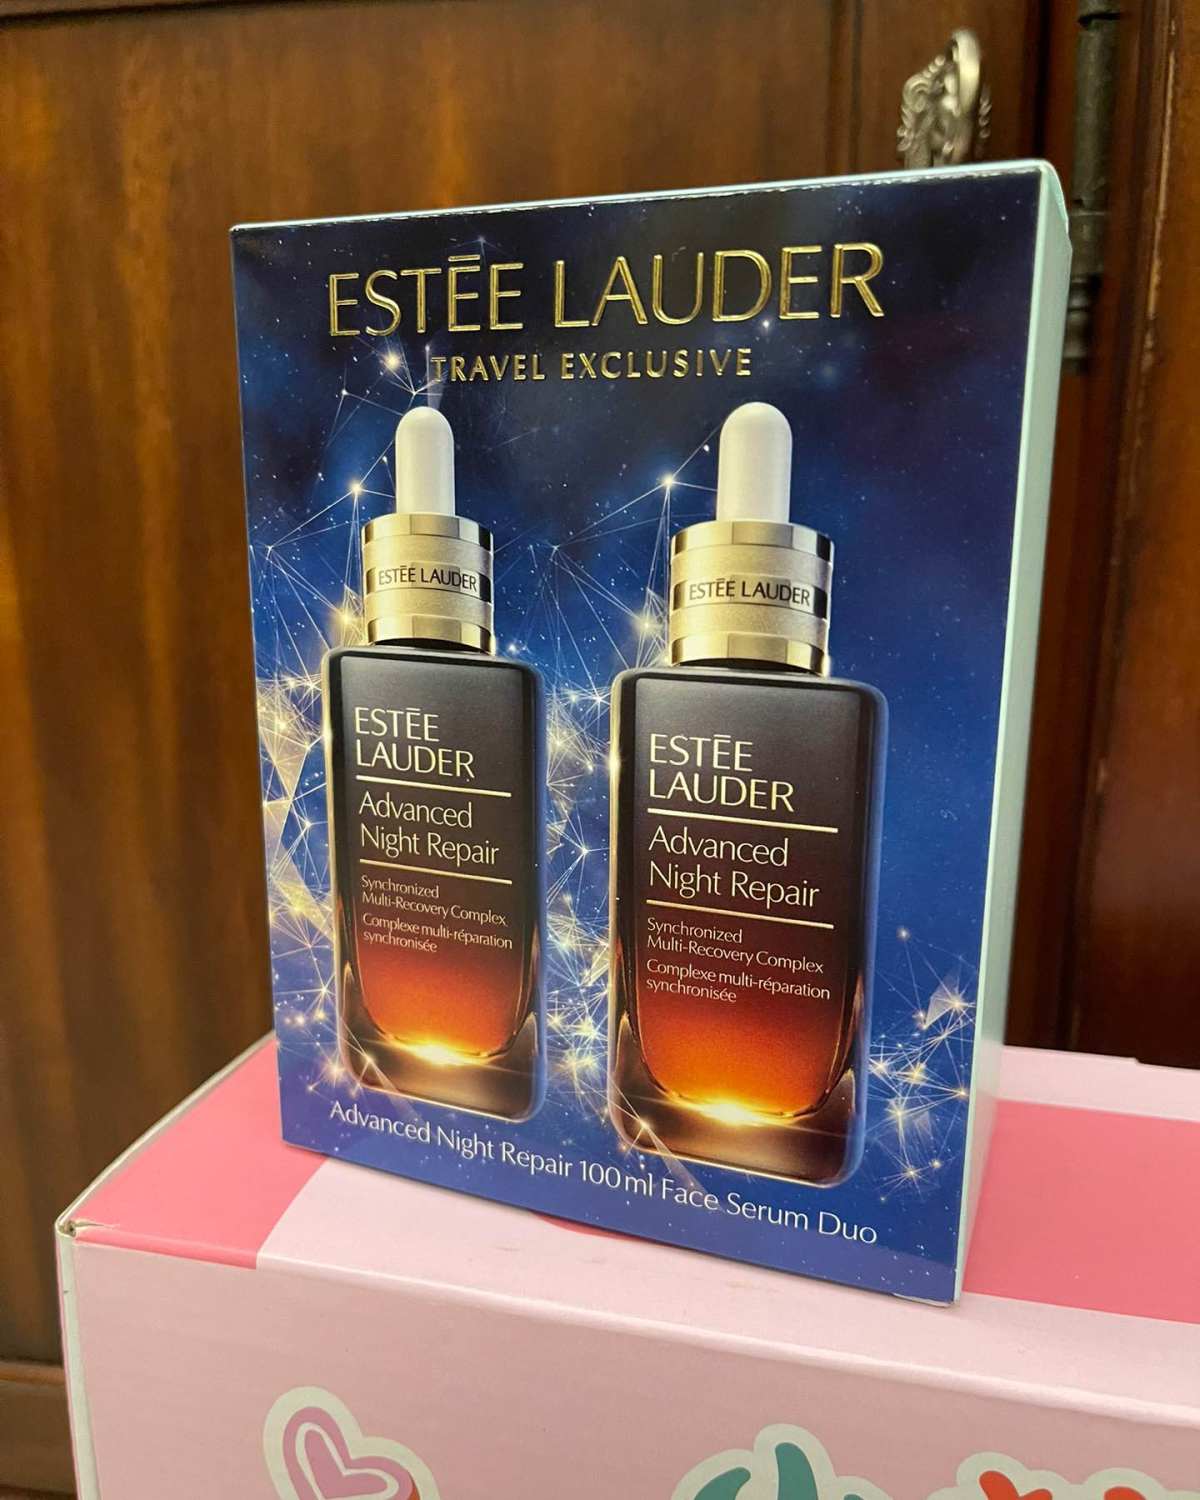 ESTĒE LAUDER
TRAVEL EXCLUSIVE
ESTĒE LAUDER
ESTĒE
LAUDER
Advanced
Night Repair
Synchronized
Multi-Recovery Complex
Complexe multi-réparation
synchronisée
ESTĒE LAUDER
ESTĒE
LAUDER
Advanced
Night Repair
Synchronized
Multi-Recovery Complex
Complexe multi-réparation
synchronisée
Advanced Night Repair 100 ml Face Serum Duo